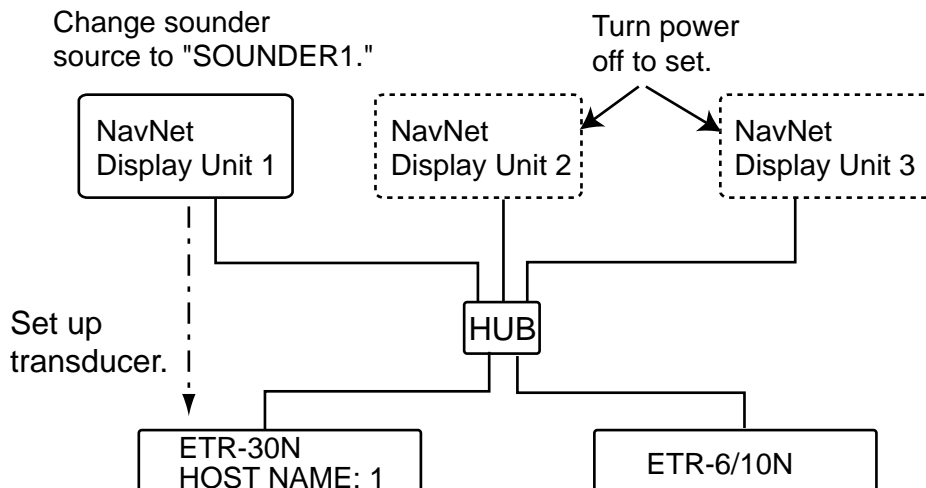 Change sounder
source to "SOUNDER1."
Turn power
off to set.
NavNet
Display Unit 1
NavNet
Display Unit 2
NavNet
Display Unit 3
HUB
Set up
transducer.
ETR-30N
HOST NAME: 1
ETR-6/10N